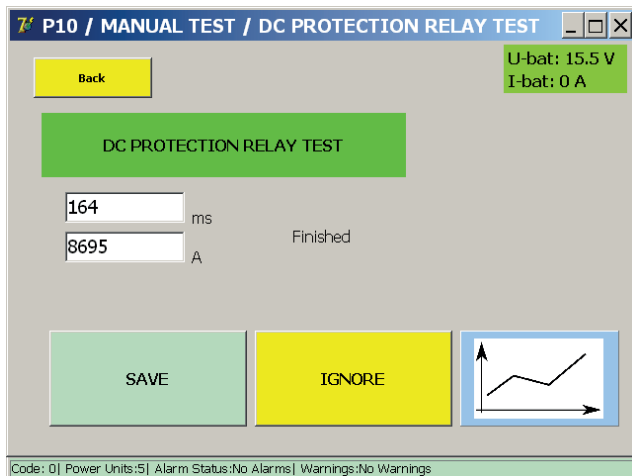 P10 / MANUAL TEST / DC PROTECTION RELAY TEST
Back
U-bat: 15.5 V
I-bat: 0 A
DC PROTECTION RELAY TEST
164 ms
8695 A
Finished
SAVE
IGNORE
Code: 0| Power Units:5| Alarm Status:No Alarms| Warnings:No Warnings